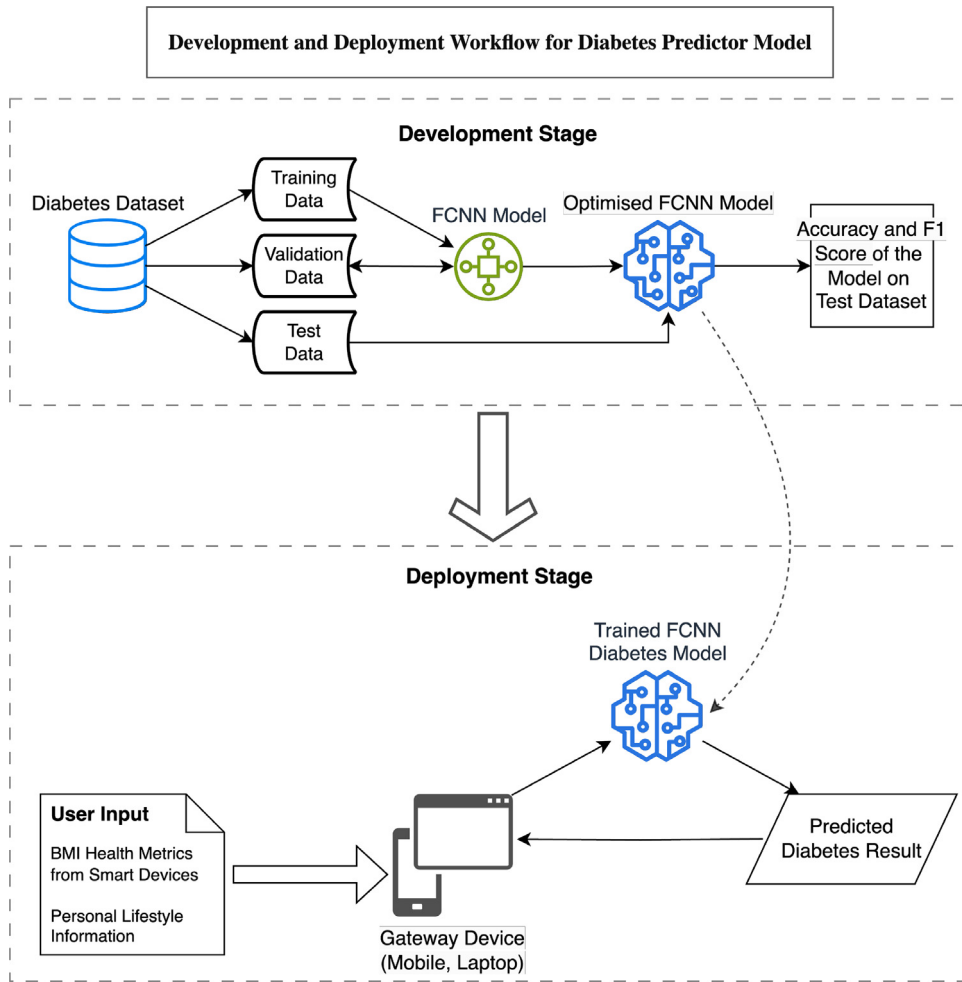 Development and Deployment Workflow for Diabetes Predictor Model
Development Stage
Diabetes Dataset
Training
Data
Validation
Data
Test
Data
FCNN Model
Optimised FCNN Model
Accuracy and F1
Score of the
Model on
Test Dataset
Deployment Stage
Trained FCNN
Diabetes Model
User Input
BMI Health Metrics
from Smart Devices
Personal Lifestyle
Information
Gateway Device
(Mobile, Laptop)
Predicted
Diabetes Result